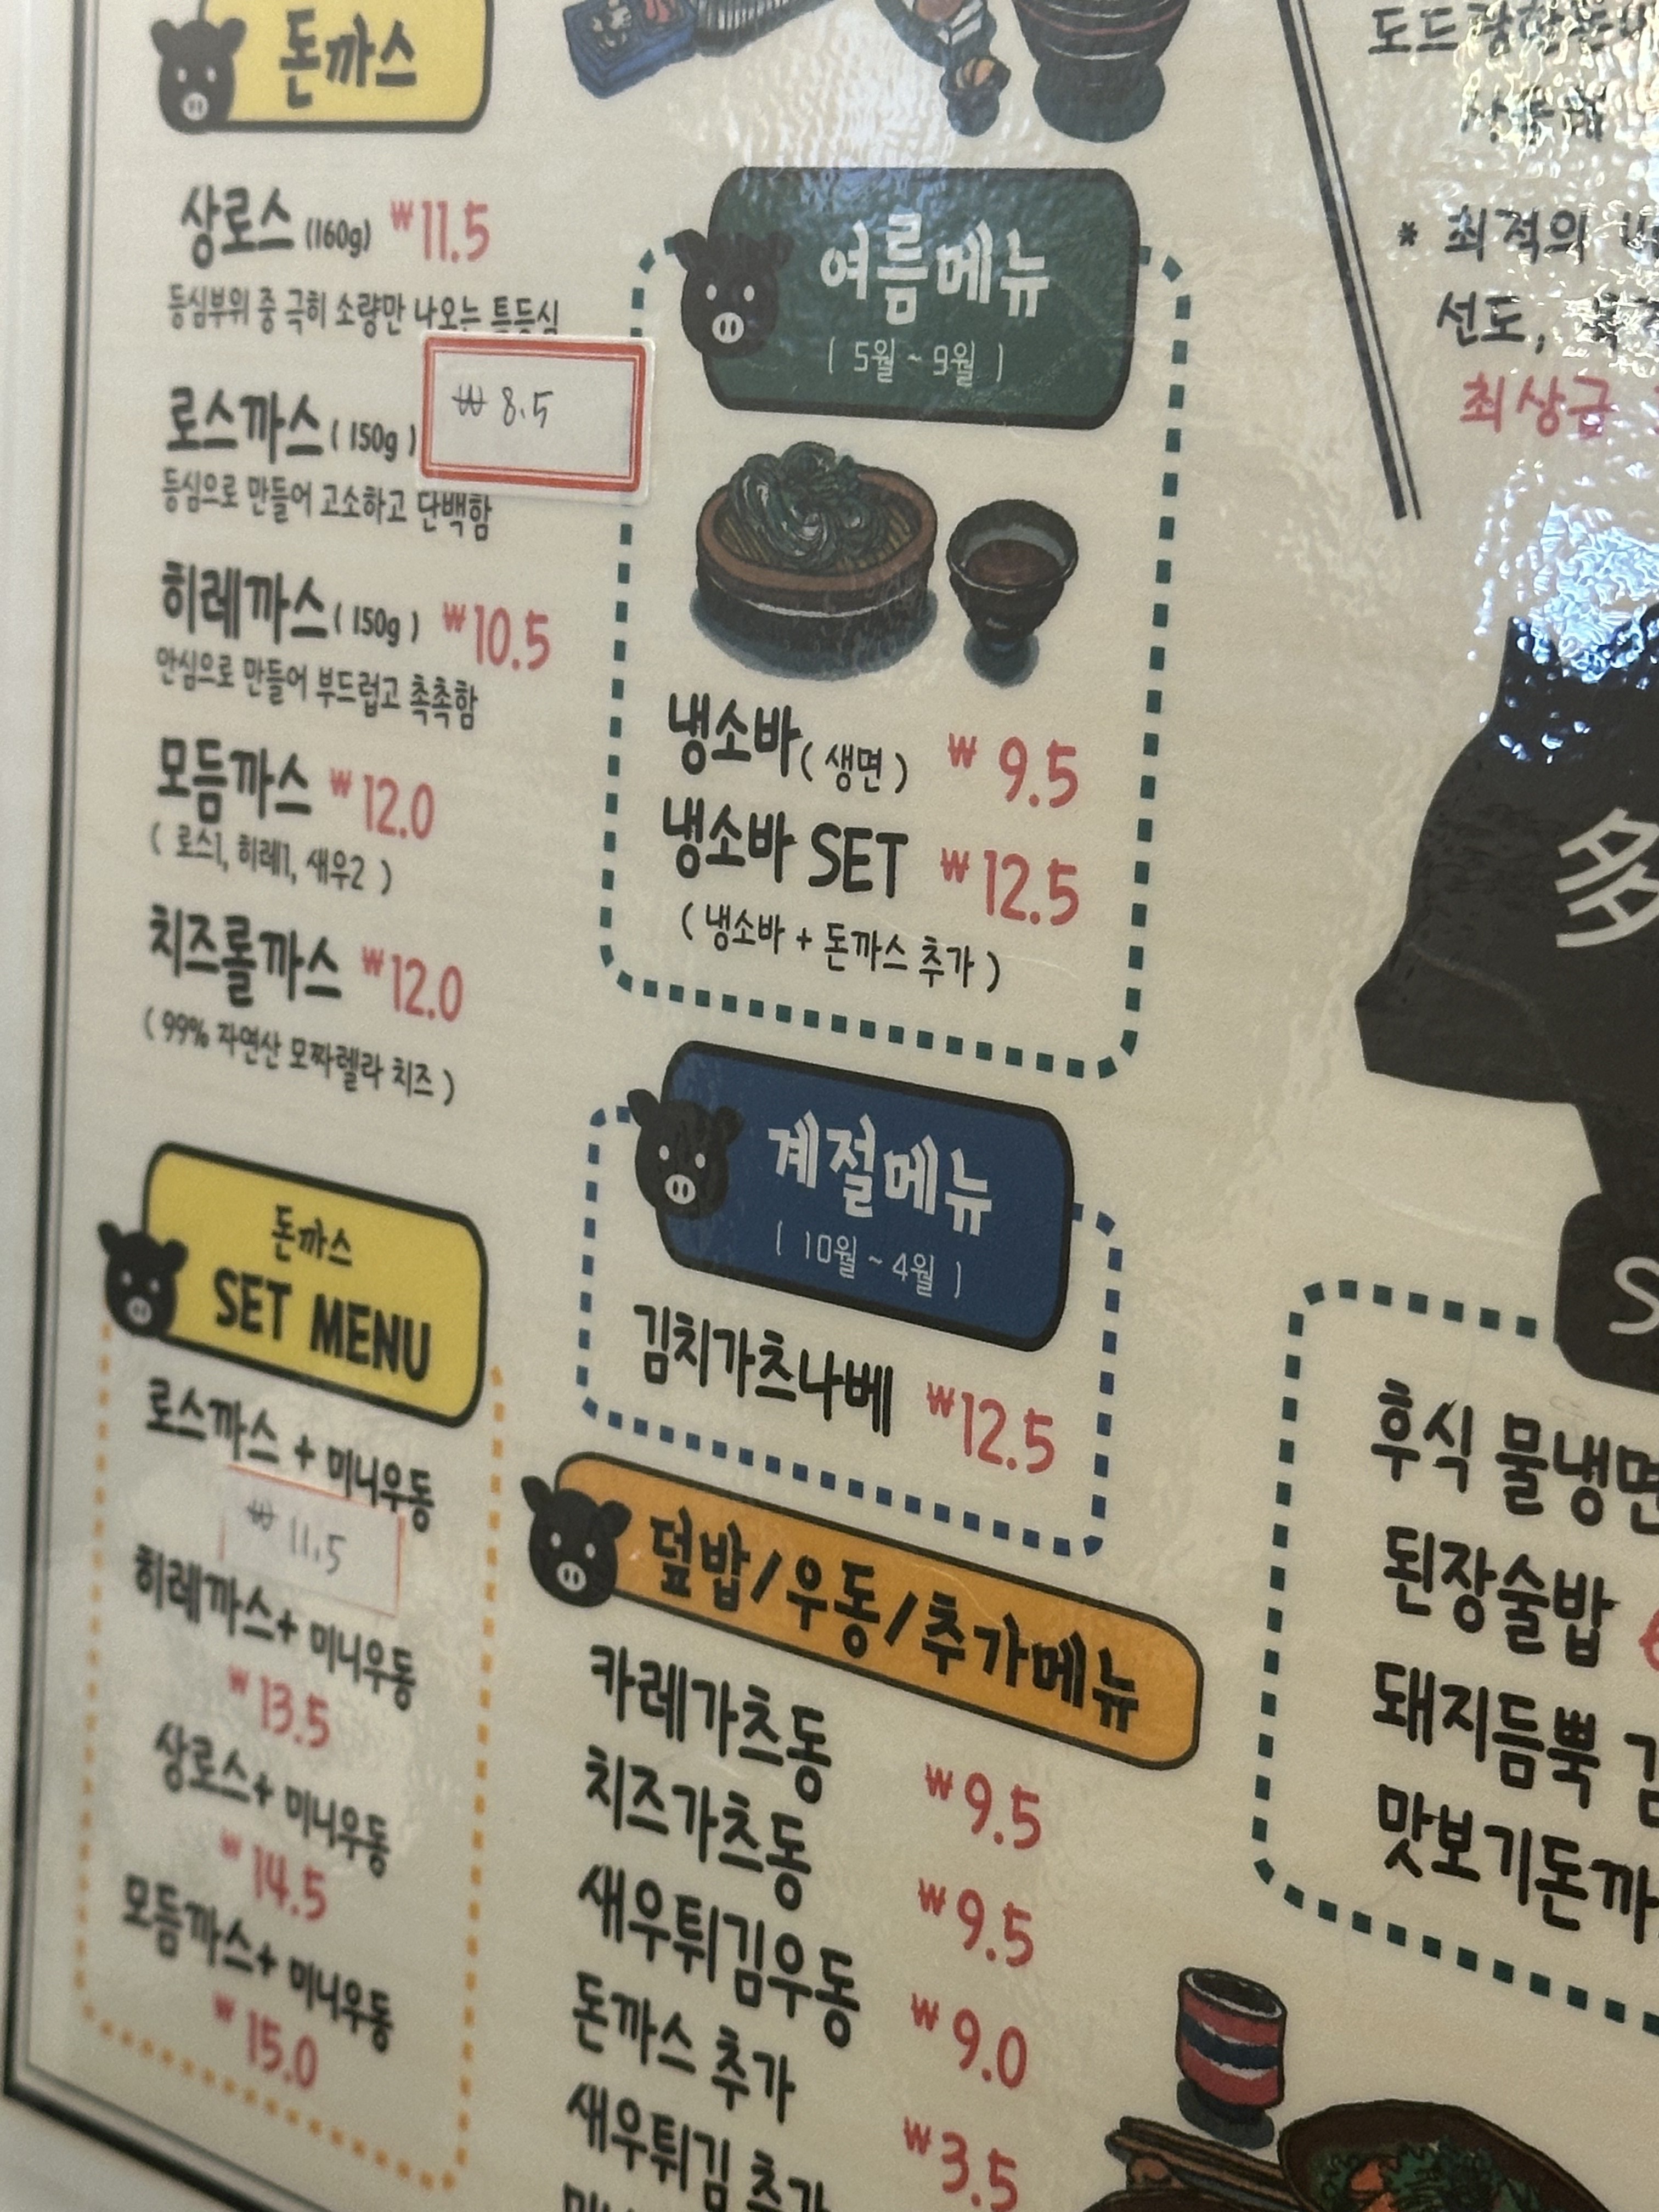 돈까스
상로스 (160g) ₩11.5
등심부위 중 극히 소량만 나오는 특등심
로스까스 (150g) ₩8.5
등심으로 만들어 고소하고 단백함
히레까스 (150g) ₩10.5
안심으로 만들어 부드럽고 촉촉함
모듬까스 ₩12.0
( 로스1, 히레1, 새우2 )
치즈롤까스 ₩12.0
( 99% 자연산 모짜렐라 치즈 )
돈까스
SET MENU
로스까스 + 미니우동
₩11.5
히레까스+ 미니우동
₩13.5
상로스+ 미니우동
₩14.5
모듬까스+ 미니우동
₩15.0
여름메뉴
( 5월 ~ 9월 )
냉소바 ( 생면 ) ₩ 9.5
냉소바 SET ₩12.5
( 냉소바 + 돈까스 추가 )
계절메뉴
( 10월 ~ 4월 )
김치가츠나베 ₩12.5
덮밥/우동/추가메뉴
카레가츠동 ₩9.5
치즈가츠동 ₩9.5
새우튀김우동 ₩9.0
돈까스 추가 ₩3.5
새우튀김 추가
* 최적의
선도,
최상급
多
후식 물냉면
된장술밥
돼지듬뿍
맛보기돈까